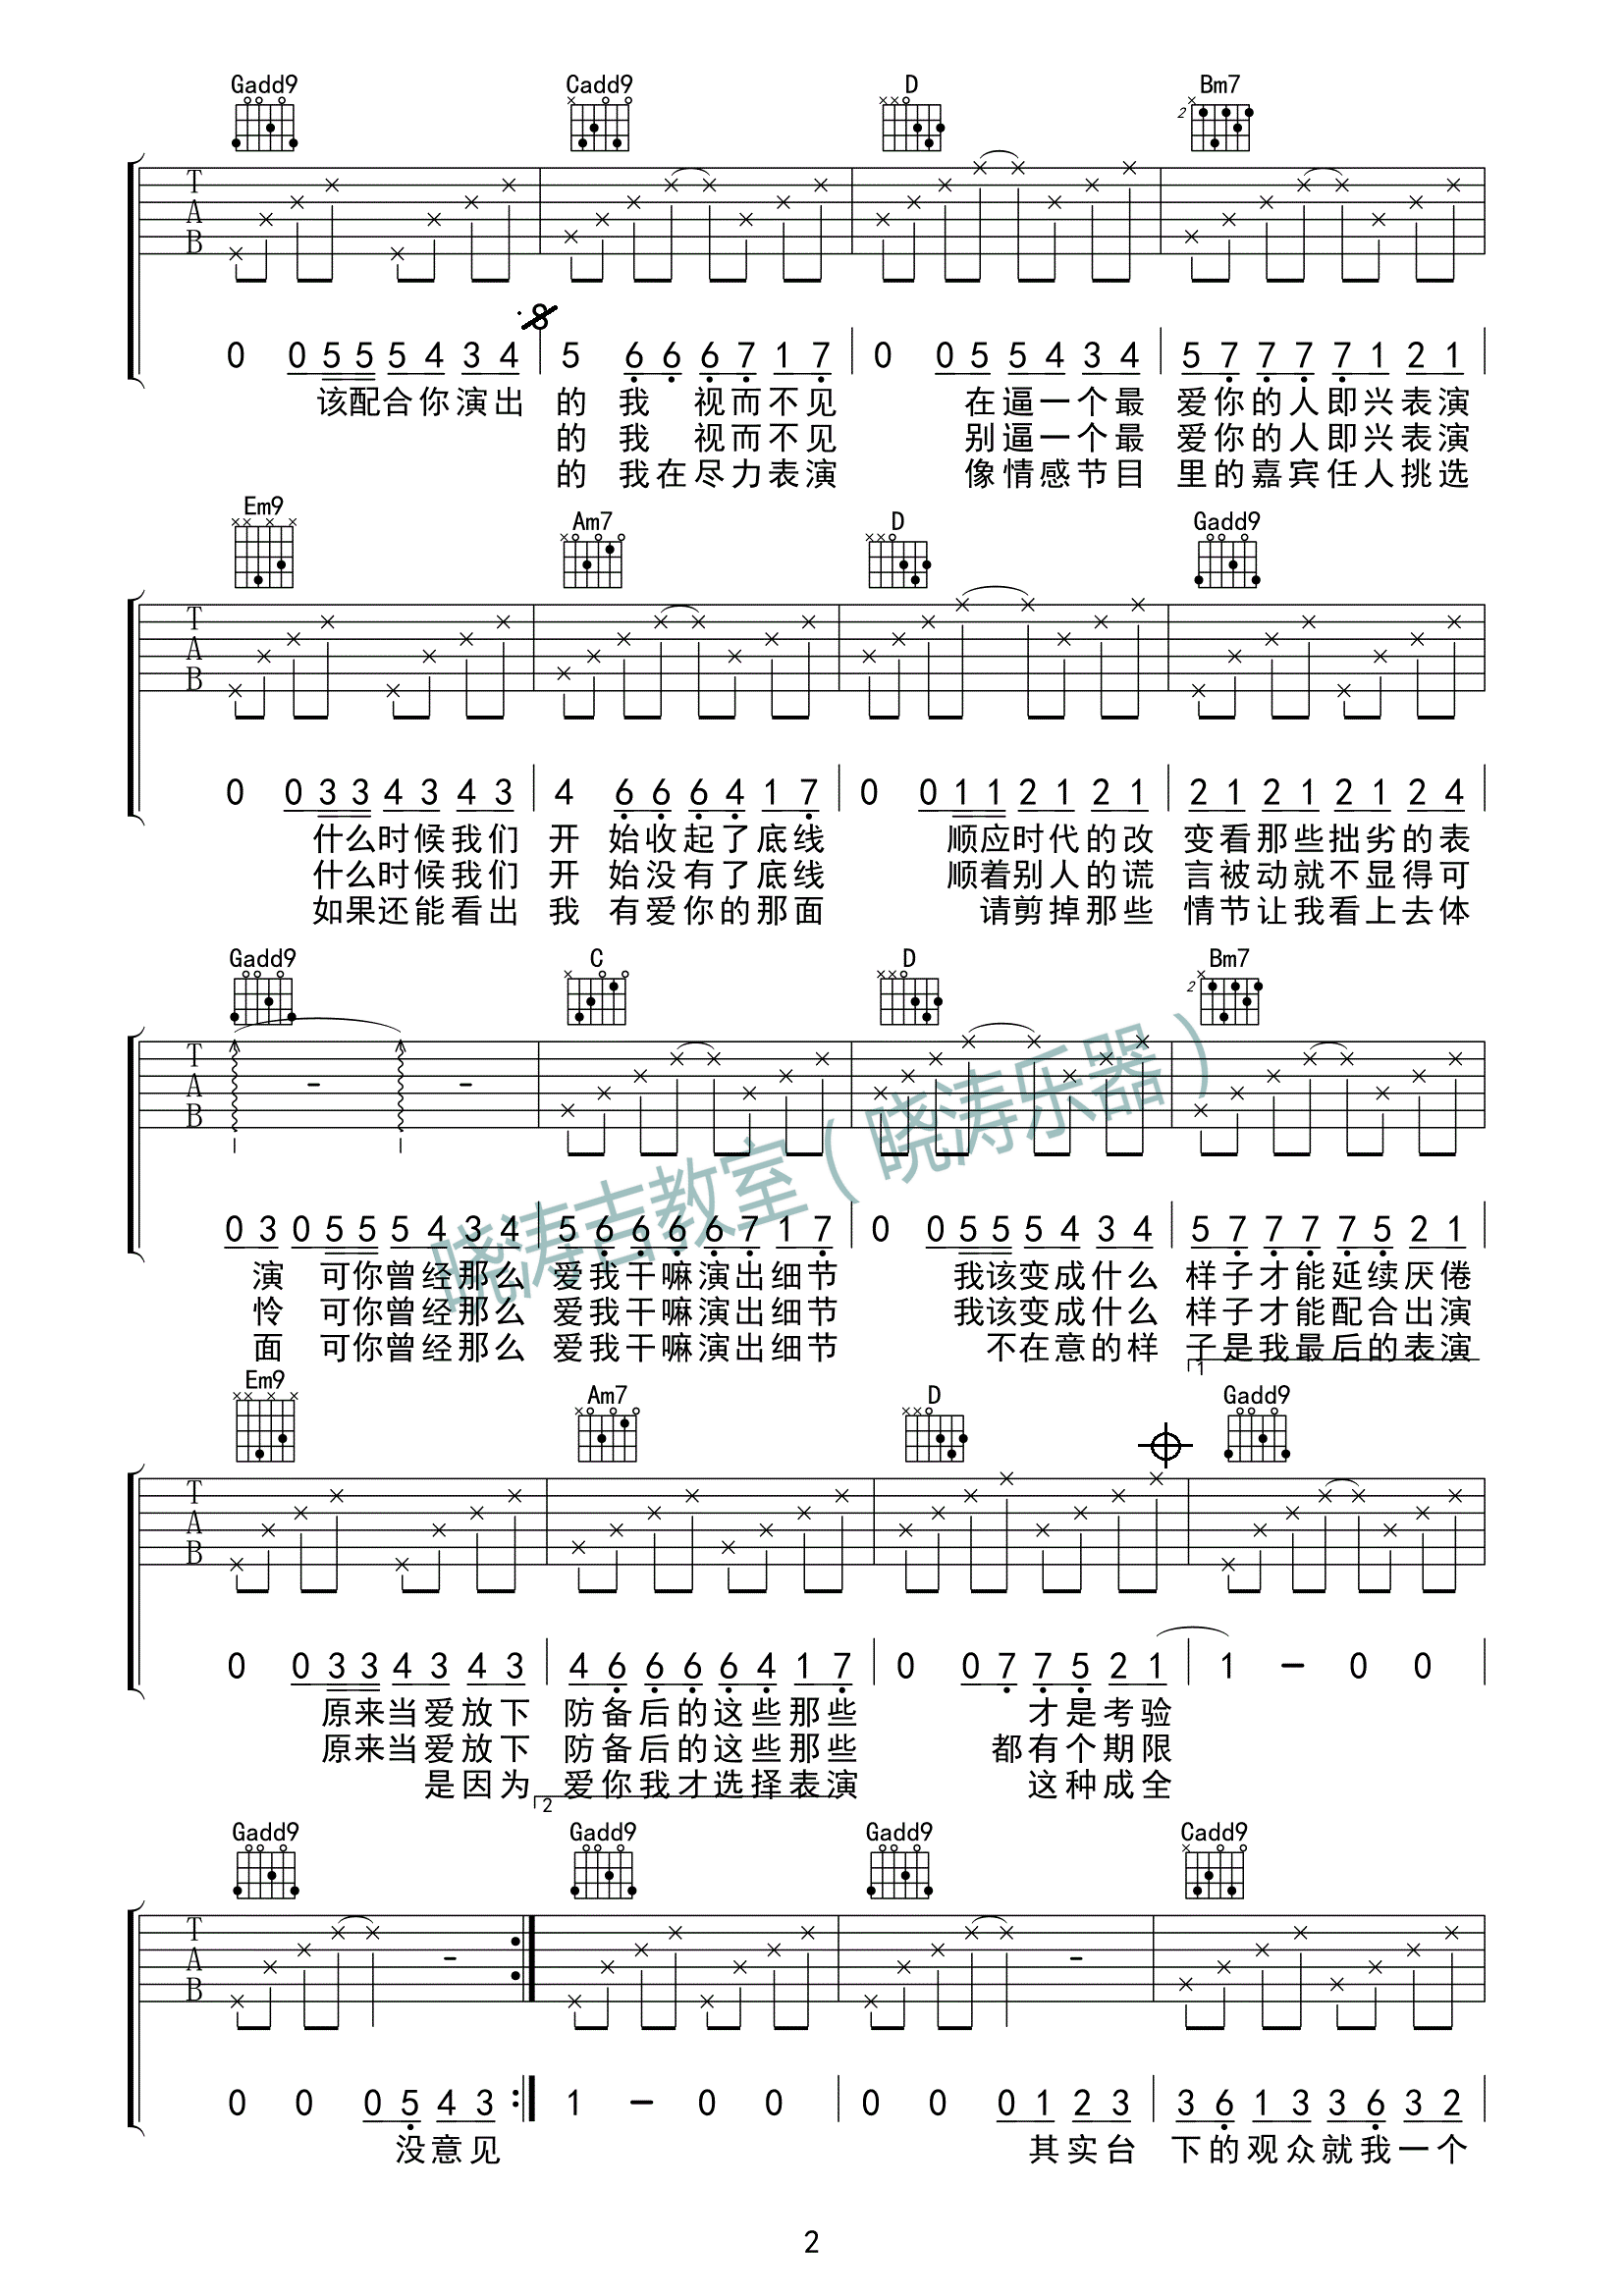 Gadd9 Cadd9 D Bm7
2
T
A
B
0 0 5 5 5 4 3 4 5 6 6 6 7 1 7 0 0 5 5 4 3 4 5 7 7 7 7 1 2 1
该配合你演出 的我 视而不见 在逼一个最 爱你的人即兴表演
的我 视而不见 别逼一个最 爱你的人即兴表演
的我在尽力表演 像情感节目 里的嘉宾任人挑选
Em9 Am7 D Gadd9
T
A
B
0 0 3 3 4 3 4 3 4 6 6 6 4 1 7 0 0 1 1 2 1 2 1 2 1 2 1 2 1 2 4
什么时候我们 开始收起了底线 顺应时代的改 变看那些拙劣的表
什么时候我们 开始没有了底线 顺着别人的谎 言被动就不显得可
如果还能看出 我有爱你的那面 请剪掉那些 情节让我看上去体
Gadd9 C D Bm7
2
T
A
B
晓涛吉教室（晓涛乐器）
0 3 0 5 5 5 4 3 4 5 6 6 6 6 7 1 7 0 0 5 5 5 4 3 4 5 7 7 7 7 5 2 1
演 可你曾经那么 爱我干嘛演出细节 我该变成什么 样子才能延续厌倦
怜 可你曾经那么 爱我干嘛演出细节 我该变成什么 样子才能配合出演
面 可你曾经那么 爱我干嘛演出细节 不在意的样 子是我最后的表演
1
Em9 Am7 D Gadd9
T
A
B
0 0 3 3 4 3 4 3 4 6 6 6 6 4 1 7 0 0 7 7 5 2 1 1 - 0 0
原来当爱放下 防备后的这些那些 才是考验
原来当爱放下 防备后的这些那些 都有个期限
是因为 爱你我才选择表演 这种成全
2
Gadd9 Gadd9 Gadd9 Cadd9
T
A
B
0 0 0 5 4 3 1 - 0 0 0 0 0 1 2 3 3 6 1 3 3 6 3 2
没意见 其实台 下的观众就我一个
2